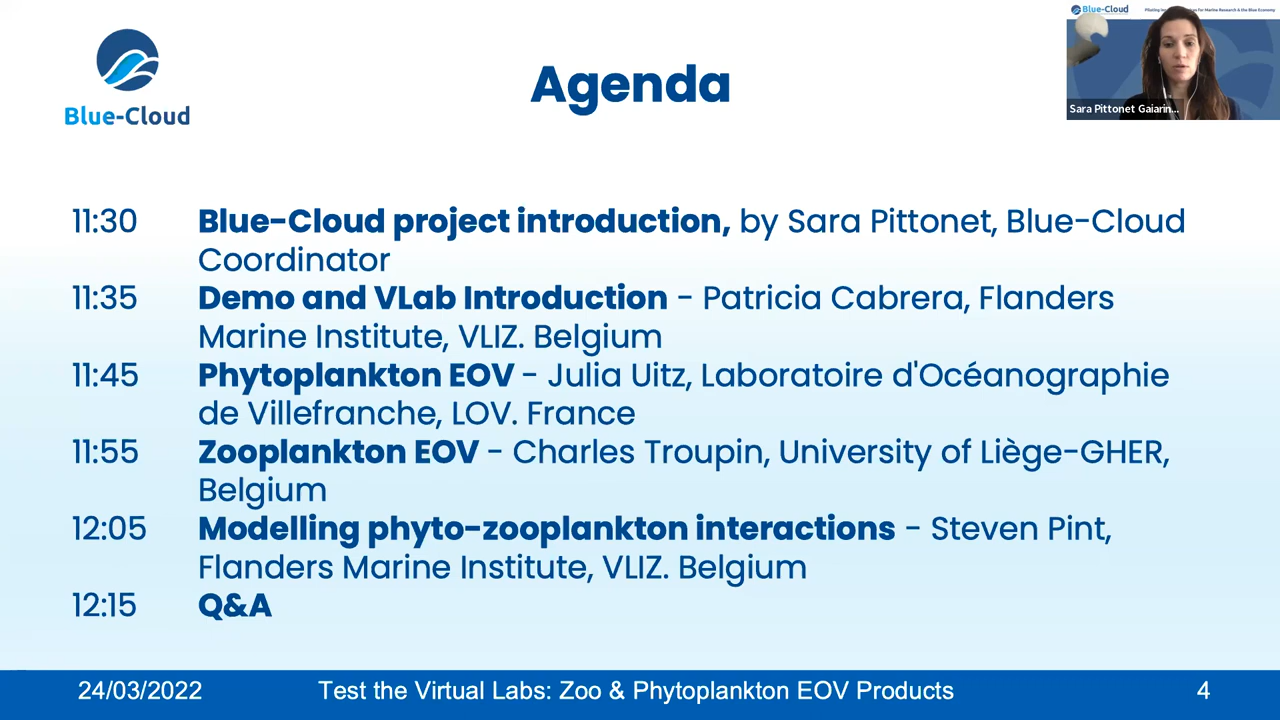 Blue-Cloud
Agenda
Blue-Cloud
Sara Pittonet Gaiarin...
11:30 Blue-Cloud project introduction, by Sara Pittonet, Blue-Cloud
Coordinator
11:35 Demo and VLab Introduction - Patricia Cabrera, Flanders
Marine Institute, VLIZ. Belgium
11:45 Phytoplankton EOV - Julia Uitz, Laboratoire d'Océanographie
de Villefranche, LOV. France
11:55 Zooplankton EOV - Charles Troupin, University of Liège-GHER,
Belgium
12:05 Modelling phyto-zooplankton interactions - Steven Pint,
Flanders Marine Institute, VLIZ. Belgium
12:15 Q&A
24/03/2022 Test the Virtual Labs: Zoo & Phytoplankton EOV Products 4